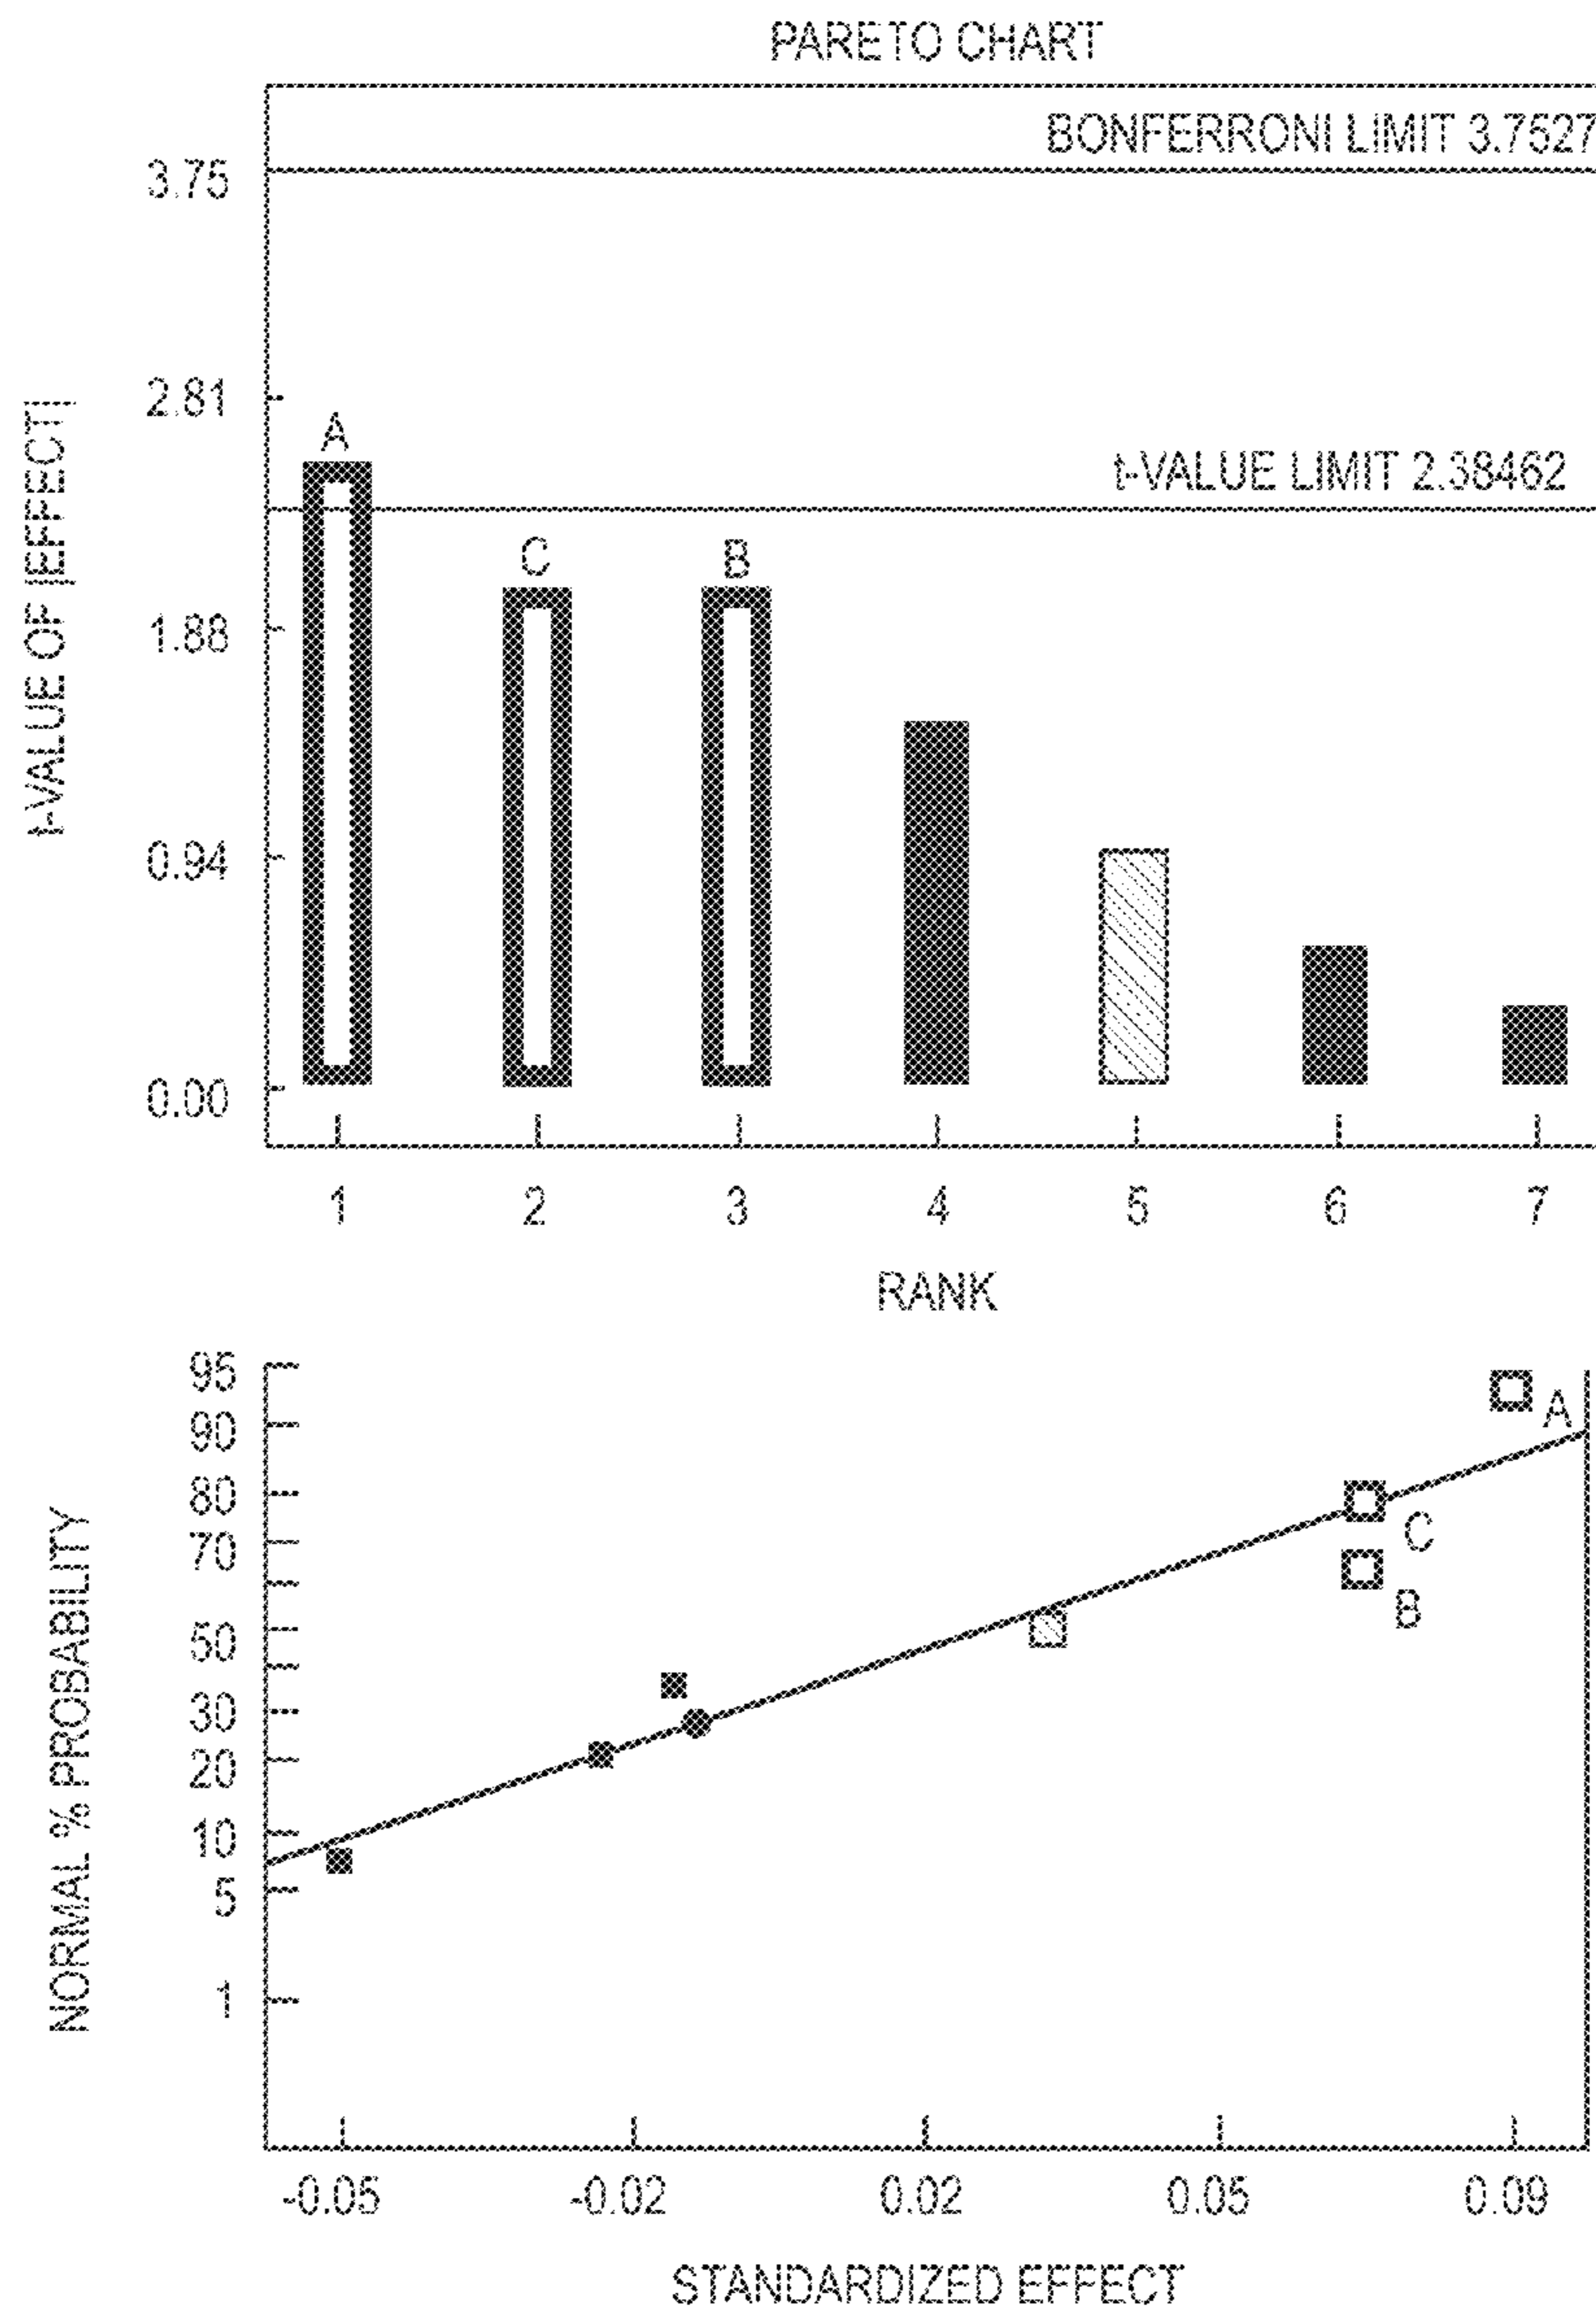 PARETO CHART
BONFERRONI LIMIT 3.7527
3.75
2.81
A
t-VALUE LIMIT 2.38462
C
B
1.88
0.94
0.00
t-VALUE OF |EFFECT|
1 2 3 4 5 6 7
RANK
95
90
80
70
50
30
20
10
5
1
A
C
B
NORMAL % PROBABILITY
-0.05 -0.02 0.02 0.05 0.09
STANDARDIZED EFFECT